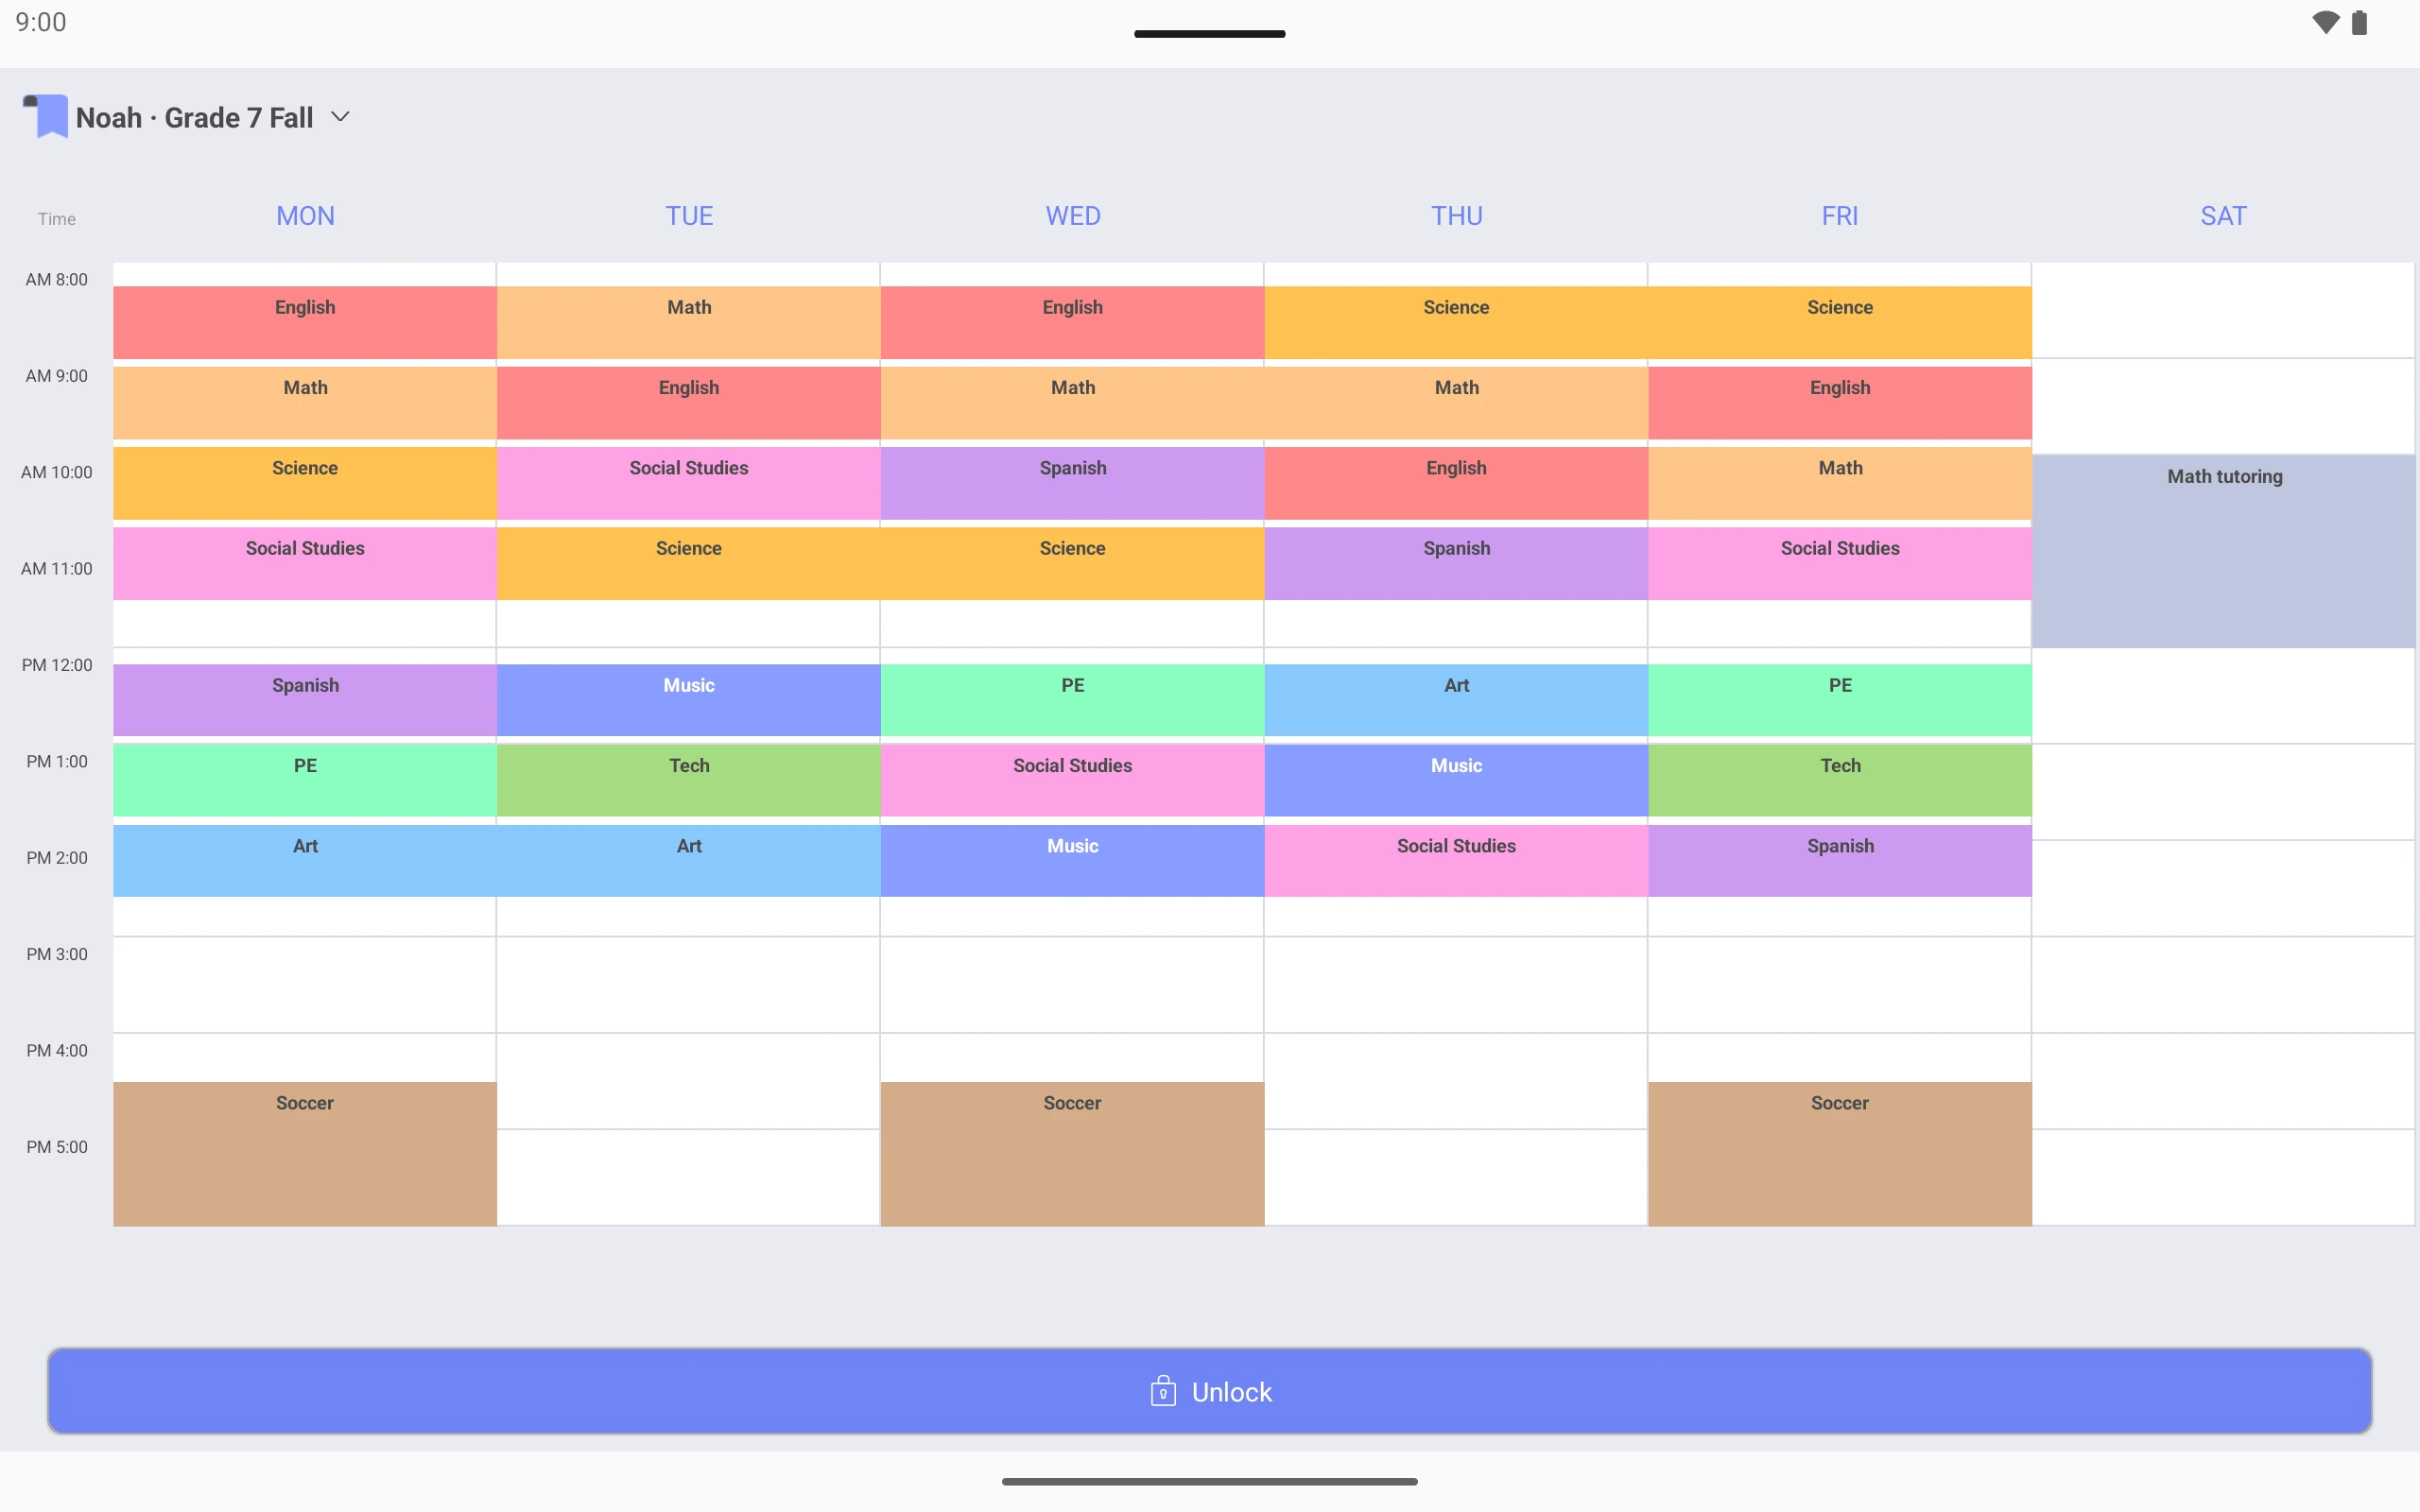 9:00
Noah · Grade 7 Fall
Time MON TUE WED THU FRI SAT
AM 8:00
English Math English Science Science
AM 9:00
Math English Math Math English
AM 10:00
Science Social Studies Spanish English Math Math tutoring
Social Studies Science Science Spanish Social Studies
AM 11:00
PM 12:00
Spanish Music PE Art PE
PM 1:00
PE Tech Social Studies Music Tech
Art Art Music Social Studies Spanish
PM 2:00
PM 3:00
PM 4:00
Soccer Soccer Soccer
PM 5:00
Unlock